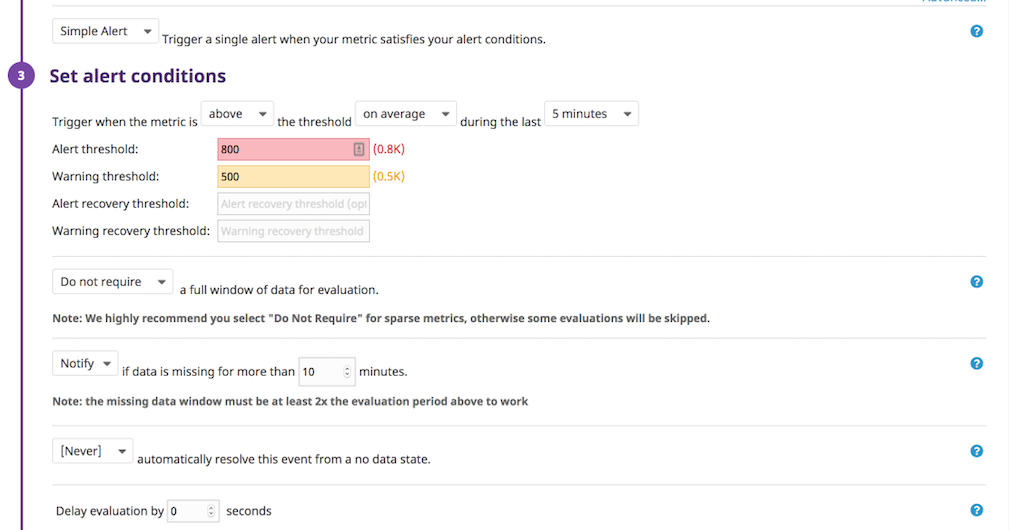 Simple Alert Trigger a single alert when your metric satisfies your alert conditions. ?
3 Set alert conditions
Trigger when the metric is above the threshold on average during the last 5 minutes
Alert threshold: 800 (0.8K)
Warning threshold: 500 (0.5K)
Alert recovery threshold: Alert recovery threshold (opt
Warning recovery threshold: Warning recovery threshold
Do not require a full window of data for evaluation. ?
Note: We highly recommend you select "Do Not Require" for sparse metrics, otherwise some evaluations will be skipped.
Notify if data is missing for more than 10 minutes. ?
Note: the missing data window must be at least 2x the evaluation period above to work
[Never] automatically resolve this event from a no data state. ?
Delay evaluation by 0 seconds ?